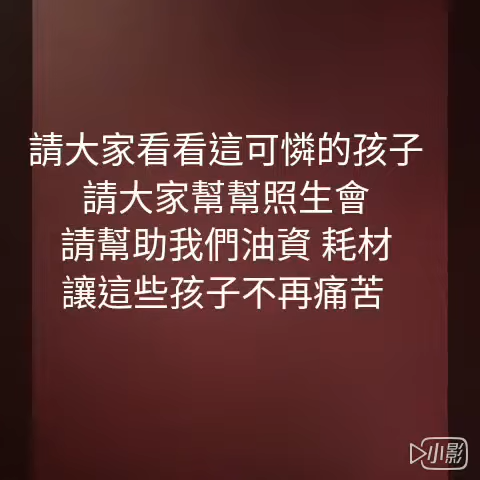 請大家看看這可憐的孩子
請大家幫幫照生會
請幫助我們油資 耗材
讓這些孩子不再痛苦
小影